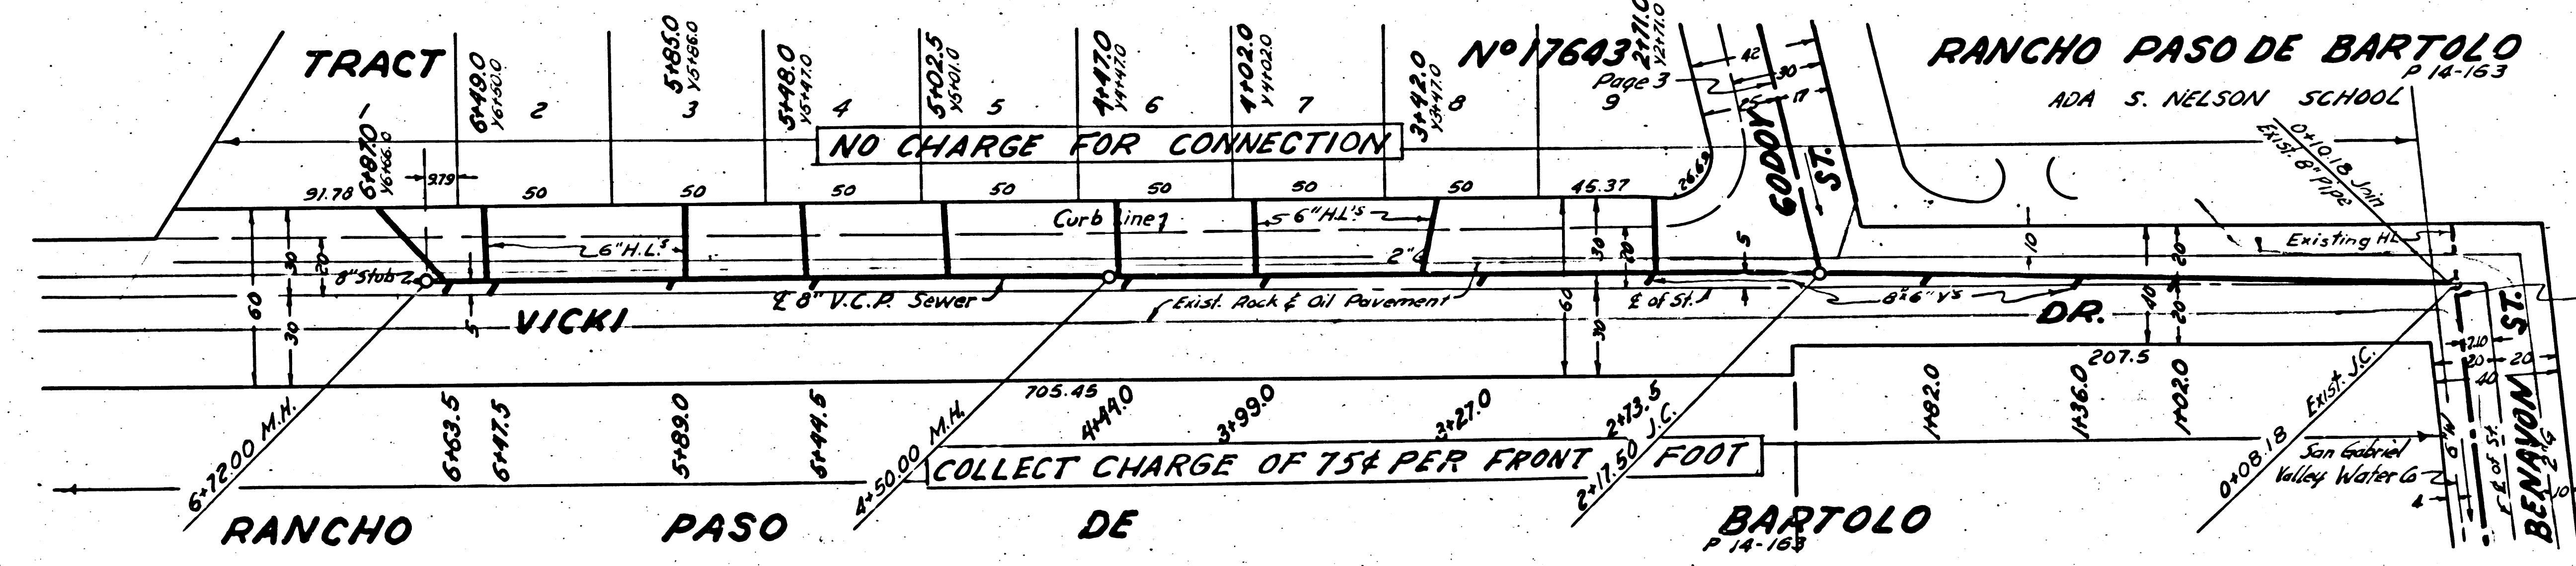 TRACT
Nº 17643
RANCHO PASO DE BARTOLO
P 14-163
ADA S. NELSON SCHOOL
6+87.0
Y6+66.0
6+49.0
Y6+50.0
5+85.0
Y5+86.0
5+48.0
Y5+47.0
5+02.5
Y5+01.0
4+47.0
Y4+47.0
4+02.0
Y4+02.0
3+42.0
Y3+47.0
2+71.0
Y2+71.0
2
3
4
5
6
7
8
9
Page 3
42
30
25
17
NO CHARGE FOR CONNECTION
GODOY ST.
0+10.18 Join
Exist. 8" Pipe
91.78
9.79
50
50
50
50
50
50
50
45.37
26.69
Curb Line
6" H.L.'s
6" H.L.'s
2" G
Existing HL
8" Stub
60
30
20
30
5
60
30
20
30
5
10
40
20
20
℄ 8" V.C.P. Sewer
Exist. Rock & Oil Pavement
℄ of St.
8"x6" Y's
VICKI
DR.
705.45
207.5
6+72.00 M.H.
6+63.5
6+47.5
5+89.0
5+44.5
4+50.00 M.H.
4+44.0
3+99.0
3+27.0
2+73.5
2+17.50 J.C.
1+82.0
1+36.0
1+02.0
0+08.18 Exist. J.C.
COLLECT CHARGE OF 75¢ PER FRONT FOOT
San Gabriel
Valley Water Co
6" W
℄ of St.
BENAVON ST.
2" G
7.10
20
20
40
4
10
RANCHO PASO DE BARTOLO
P 14-163